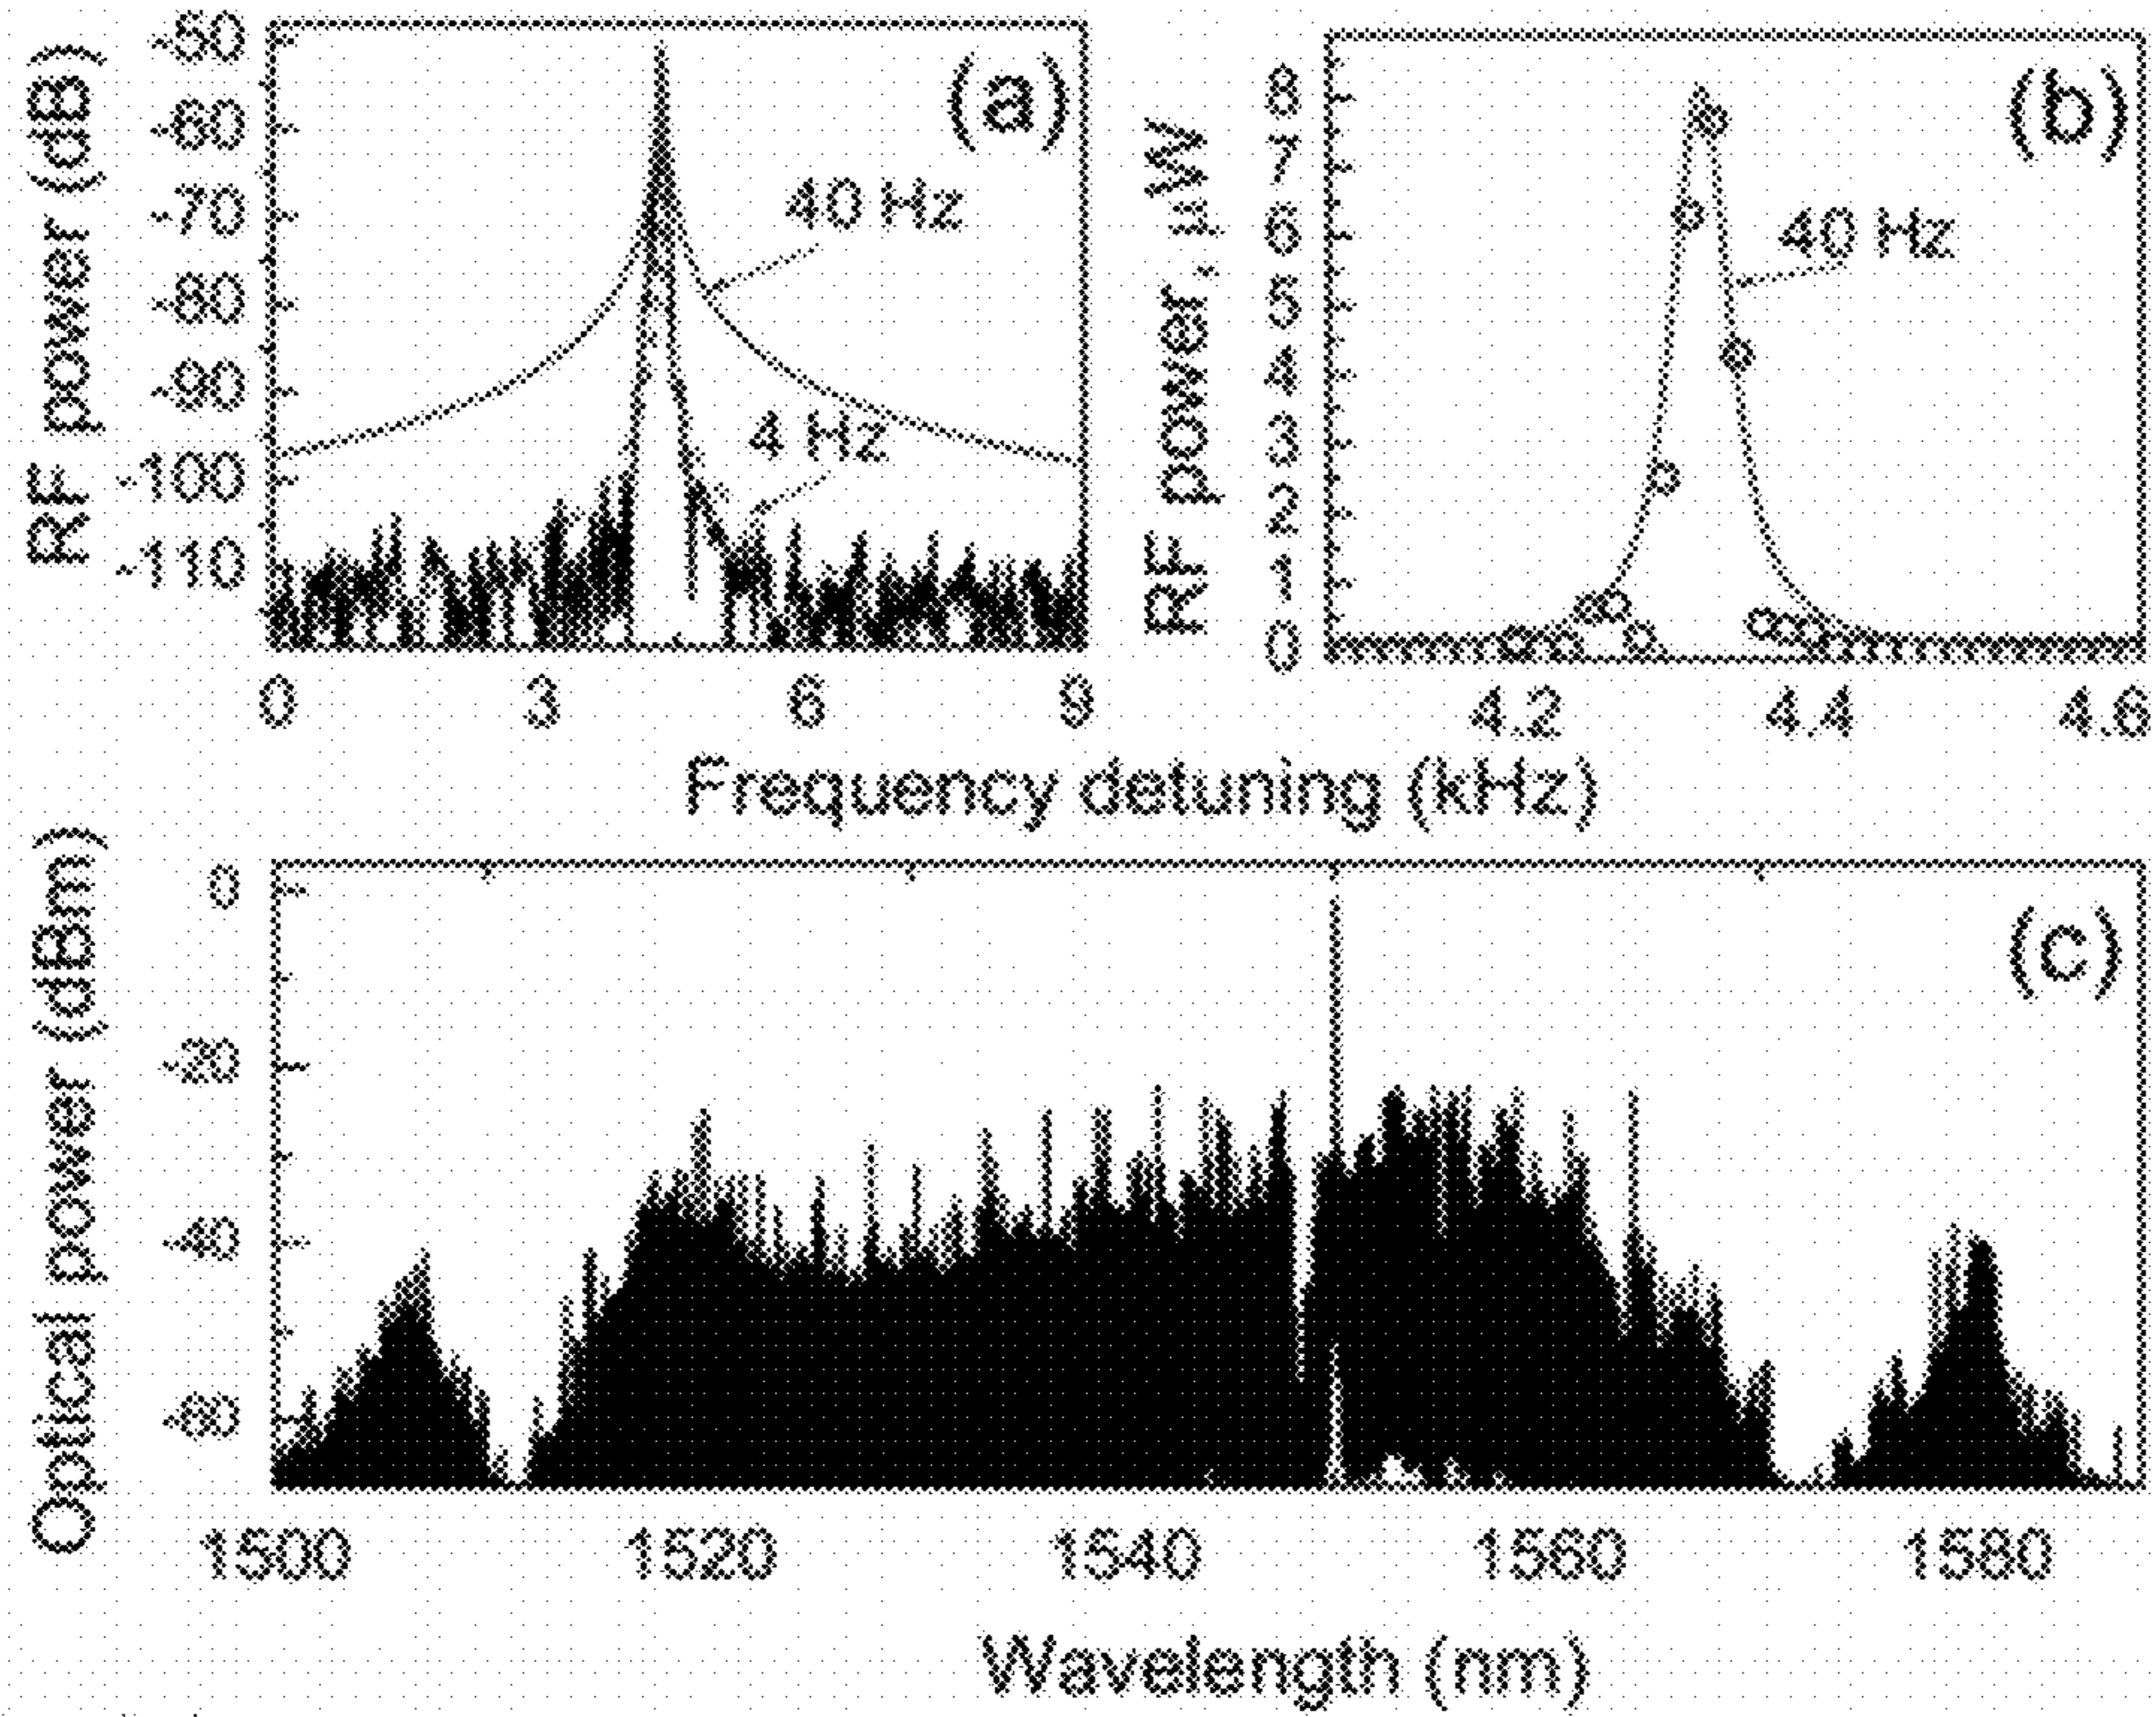 RF power (dB)
-50
-60
-70
-80
-90
-100
-110
(a)
40 Hz
4 Hz
0 3 6 9
RF power, µW
8
7
6
5
4
3
2
1
0
(b)
40 Hz
4.2 4.4 4.6
Frequency detuning (kHz)
Optical power (dBm)
0
-20
-40
-60
(c)
1500 1520 1540 1560 1580
Wavelength (nm)